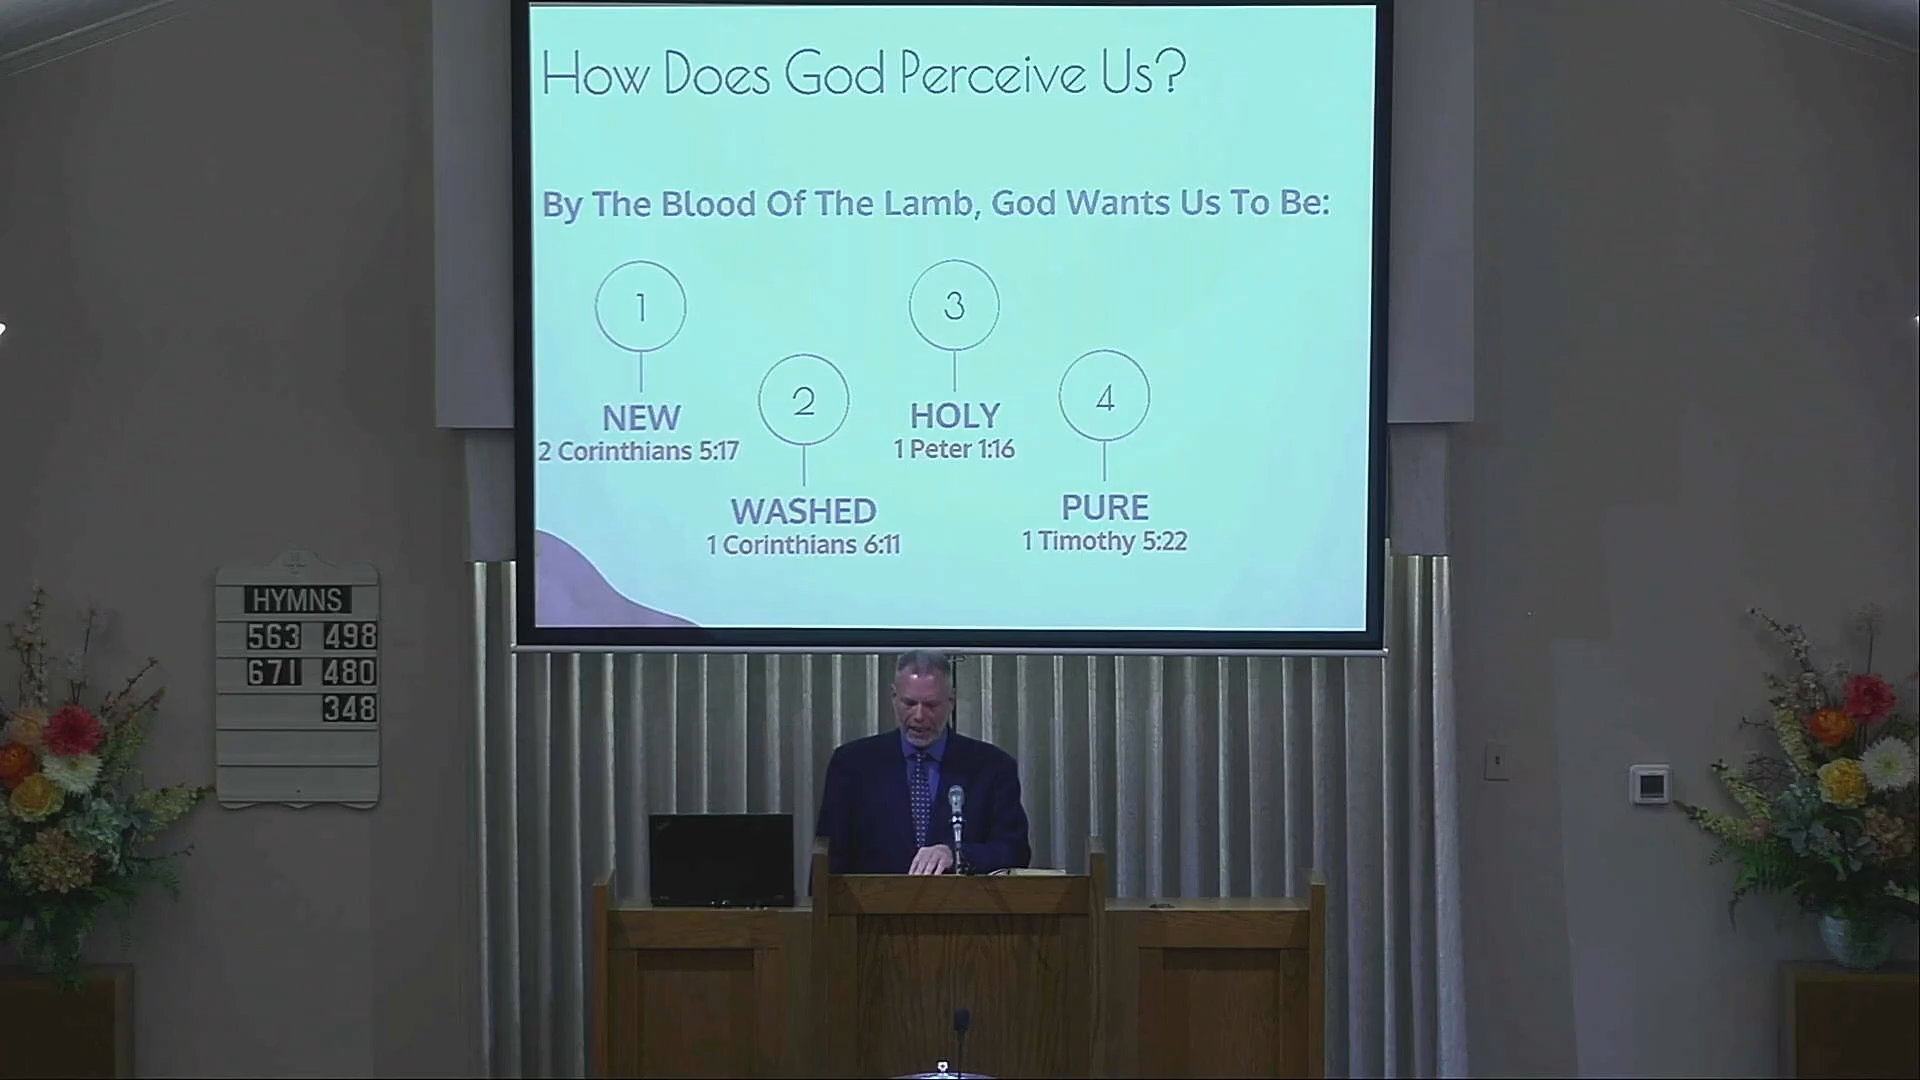 How Does God Perceive Us?
By The Blood Of The Lamb, God Wants Us To Be:
1
NEW
2 Corinthians 5:17
2
WASHED
1 Corinthians 6:11
3
HOLY
1 Peter 1:16
4
PURE
1 Timothy 5:22
HYMNS
563 498
671 480
348